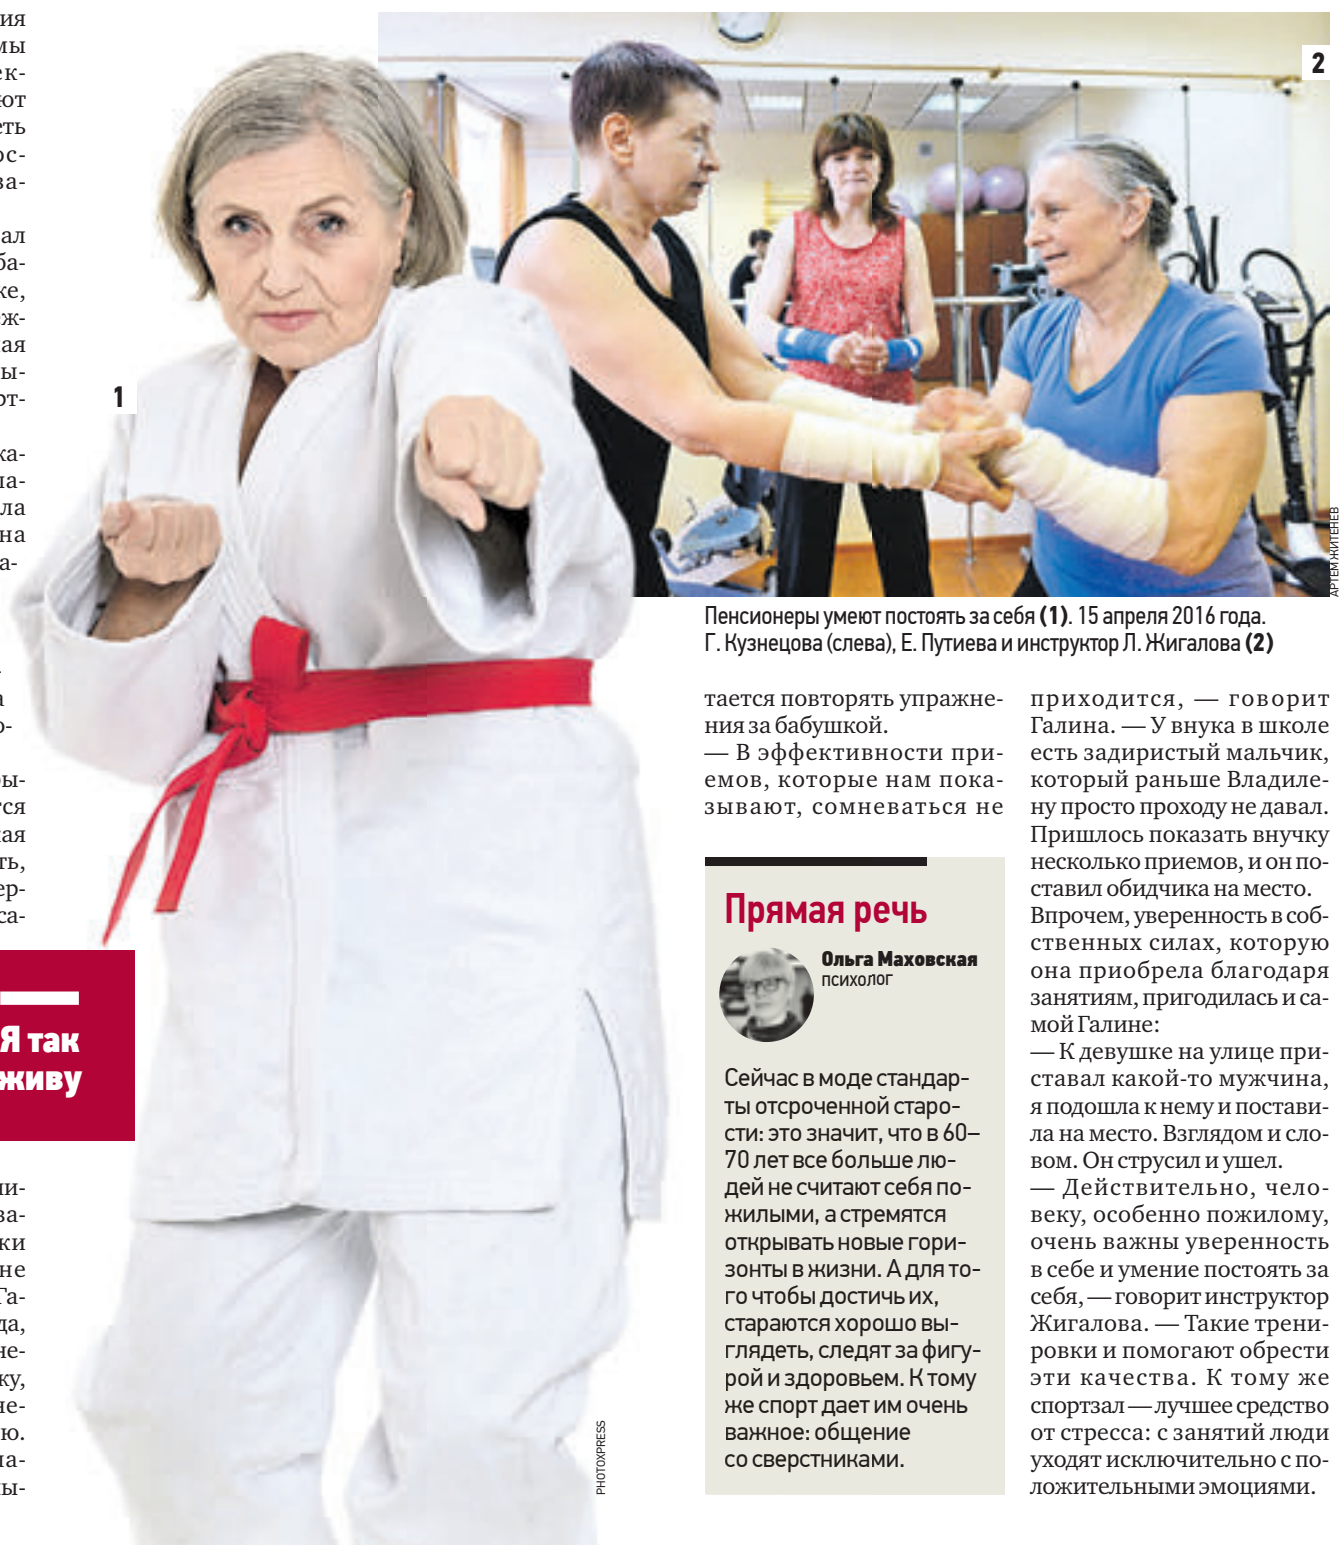 2
1
АРТЕМ ЖИТЕНЕВ
Пенсионеры умеют постоять за себя (1). 15 апреля 2016 года.
Г. Кузнецова (слева), Е. Путиева и инструктор Л. Жигалова (2)
Я так
живу
PHOTOXPRESS
тается повторять упражне-
ния за бабушкой.
— В эффективности при-
емов, которые нам пока-
зывают, сомневаться не
Прямая речь
Ольга Маховская
психолог
Сейчас в моде стандар-
ты отсроченной старо-
сти: это значит, что в 60–
70 лет все больше лю-
дей не считают себя по-
жилыми, а стремятся
открывать новые гори-
зонты в жизни. А для то-
го чтобы достичь их,
стараются хорошо вы-
глядеть, следят за фигу-
рой и здоровьем. К тому
же спорт дает им очень
важное: общение
со сверстниками.
приходится, — говорит
Галина. — У внука в школе
есть задиристый мальчик,
который раньше Владиле-
ну просто проходу не давал.
Пришлось показать внучку
несколько приемов, и он по-
ставил обидчика на место.
Впрочем, уверенность в соб-
ственных силах, которую
она приобрела благодаря
занятиям, пригодилась и са-
мой Галине:
— К девушке на улице при-
ставал какой-то мужчина,
я подошла к нему и постави-
ла на место. Взглядом и сло-
вом. Он струсил и ушел.
— Действительно, чело-
веку, особенно пожилому,
очень важны уверенность
в себе и умение постоять за
себя, — говорит инструктор
Жигалова. — Такие трени-
ровки и помогают обрести
эти качества. К тому же
спортзал — лучшее средство
от стресса: с занятий люди
уходят исключительно с по-
ложительными эмоциями.